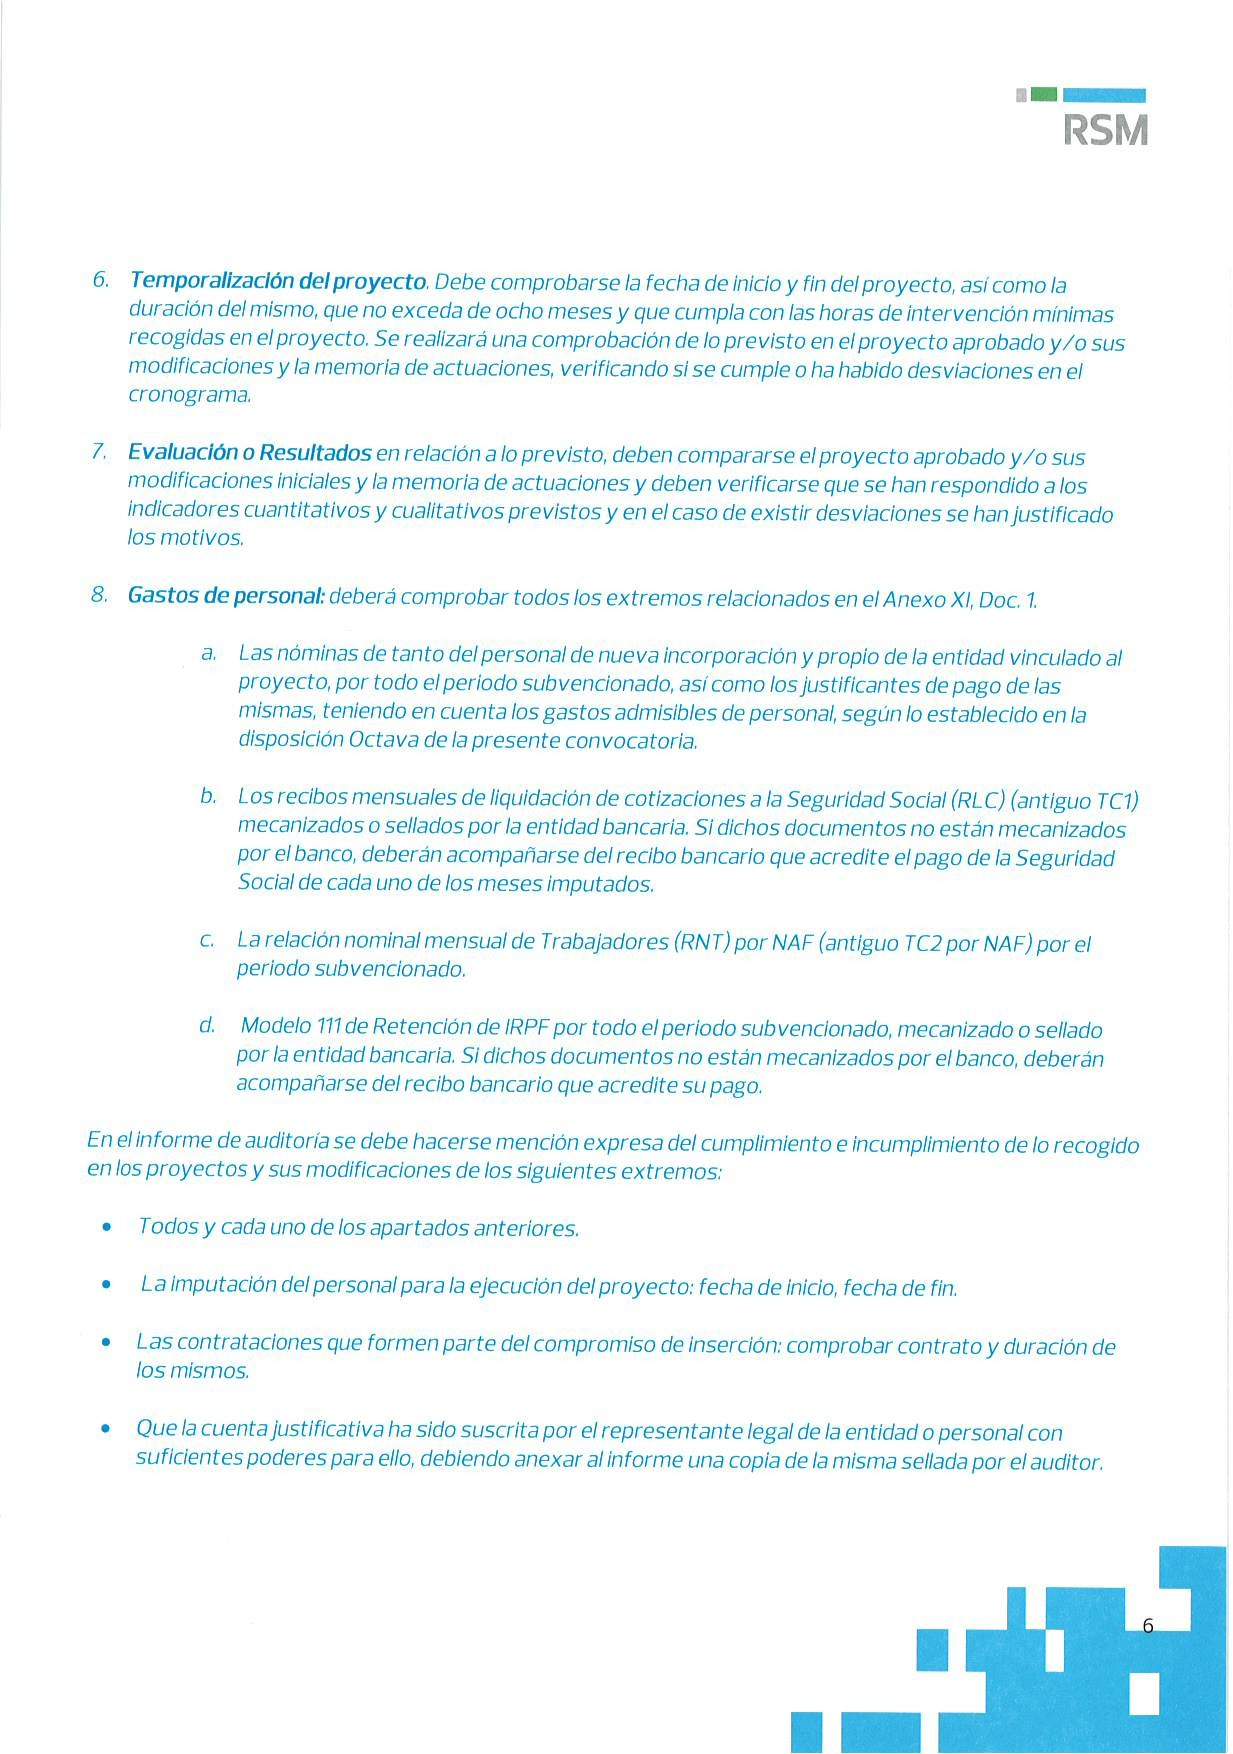 RSM
6. Temporalización del proyecto. Debe comprobarse la fecha de inicio y fin del proyecto, así como la
duración del mismo, que no exceda de ocho meses y que cumpla con las horas de intervención mínimas
recogidas en el proyecto. Se realizará una comprobación de lo previsto en el proyecto aprobado y/o sus
modificaciones y la memoria de actuaciones, verificando si se cumple o ha habido desviaciones en el
cronograma.
7. Evaluación o Resultados en relación a lo previsto, deben compararse el proyecto aprobado y/o sus
modificaciones iniciales y la memoria de actuaciones y deben verificarse que se han respondido a los
indicadores cuantitativos y cualitativos previstos y en el caso de existir desviaciones se han justificado
los motivos.
8. Gastos de personal: deberá comprobar todos los extremos relacionados en el Anexo XI, Doc. 1.
a. Las nóminas de tanto del personal de nueva incorporación y propio de la entidad vinculado al
proyecto, por todo el periodo subvencionado, así como los justificantes de pago de las
mismas, teniendo en cuenta los gastos admisibles de personal, según lo establecido en la
disposición Octava de la presente convocatoria.
b. Los recibos mensuales de liquidación de cotizaciones a la Seguridad Social (RLC) (antiguo TC1)
mecanizados o sellados por la entidad bancaria. Si dichos documentos no están mecanizados
por el banco, deberán acompañarse del recibo bancario que acredite el pago de la Seguridad
Social de cada uno de los meses imputados.
c. La relación nominal mensual de Trabajadores (RNT) por NAF (antiguo TC2 por NAF) por el
periodo subvencionado.
d. Modelo 111 de Retención de IRPF por todo el periodo subvencionado, mecanizado o sellado
por la entidad bancaria. Si dichos documentos no están mecanizados por el banco, deberán
acompañarse del recibo bancario que acredite su pago.
En el informe de auditoría se debe hacerse mención expresa del cumplimiento e incumplimiento de lo recogido
en los proyectos y sus modificaciones de los siguientes extremos:
• Todos y cada uno de los apartados anteriores.
• La imputación del personal para la ejecución del proyecto: fecha de inicio, fecha de fin.
• Las contrataciones que formen parte del compromiso de inserción: comprobar contrato y duración de
los mismos.
• Que la cuenta justificativa ha sido suscrita por el representante legal de la entidad o personal con
suficientes poderes para ello, debiendo anexar al informe una copia de la misma sellada por el auditor.
6